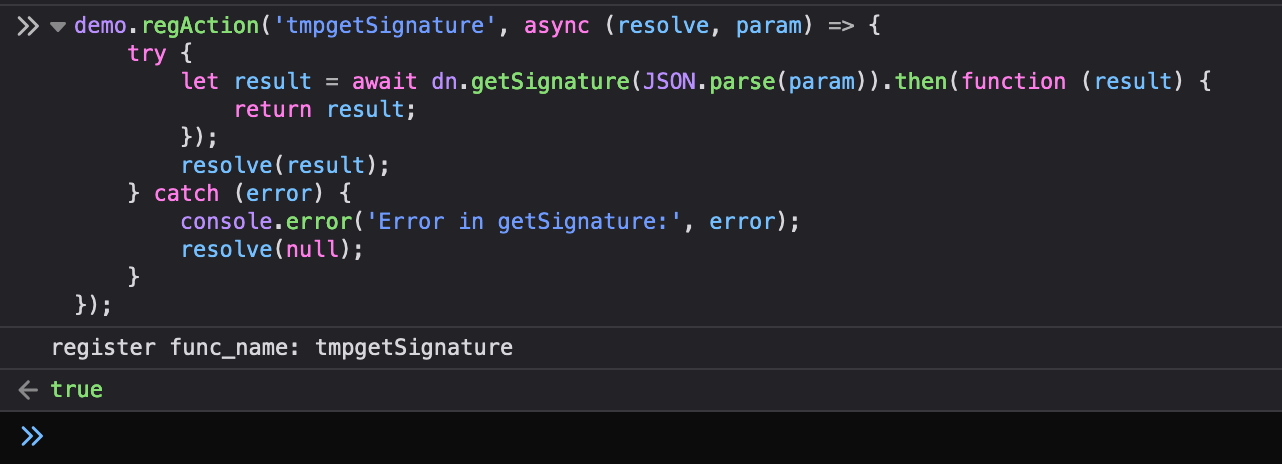 demo.regAction('tmpgetSignature', async (resolve, param) => {
    try {
        let result = await dn.getSignature(JSON.parse(param)).then(function (result) {
            return result;
        });
        resolve(result);
    } catch (error) {
        console.error('Error in getSignature:', error);
        resolve(null);
    }
});
register func_name: tmpgetSignature
true